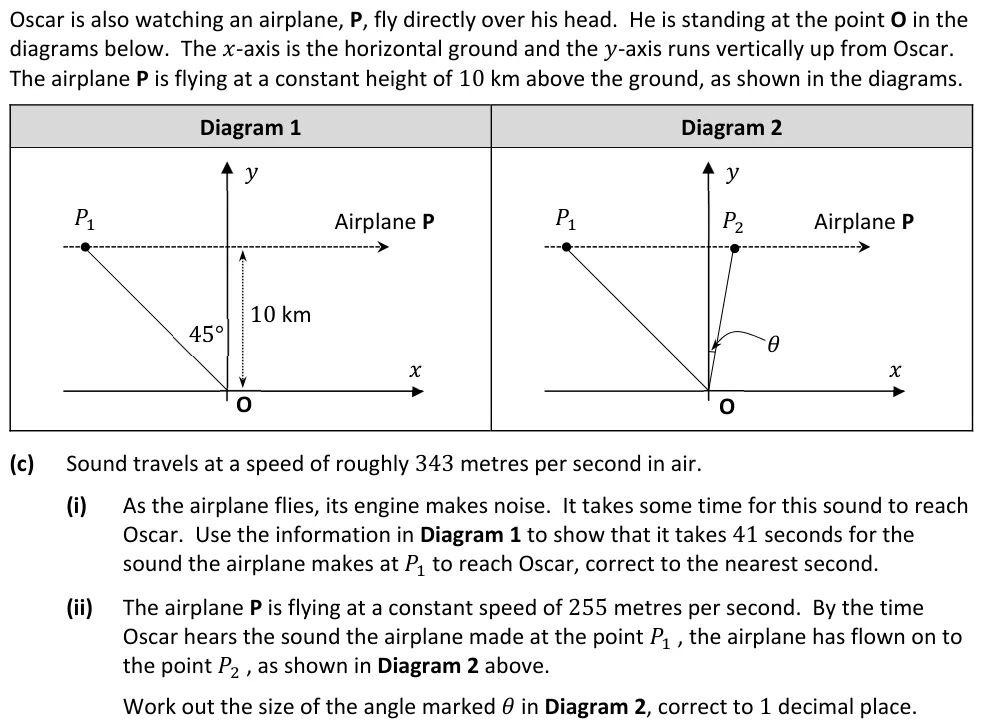 Oscar is also watching an airplane, P, fly directly over his head. He is standing at the point O in the
diagrams below. The x-axis is the horizontal ground and the y-axis runs vertically up from Oscar.
The airplane P is flying at a constant height of 10 km above the ground, as shown in the diagrams.
Diagram 1
y
P₁
Airplane P
10 km
45°
x
O
Diagram 2
y
P₁
P₂
Airplane P
θ
x
O
(c) Sound travels at a speed of roughly 343 metres per second in air.
(i) As the airplane flies, its engine makes noise. It takes some time for this sound to reach
Oscar. Use the information in Diagram 1 to show that it takes 41 seconds for the
sound the airplane makes at P₁ to reach Oscar, correct to the nearest second.
(ii) The airplane P is flying at a constant speed of 255 metres per second. By the time
Oscar hears the sound the airplane made at the point P₁ , the airplane has flown on to
the point P₂ , as shown in Diagram 2 above.
Work out the size of the angle marked θ in Diagram 2, correct to 1 decimal place.